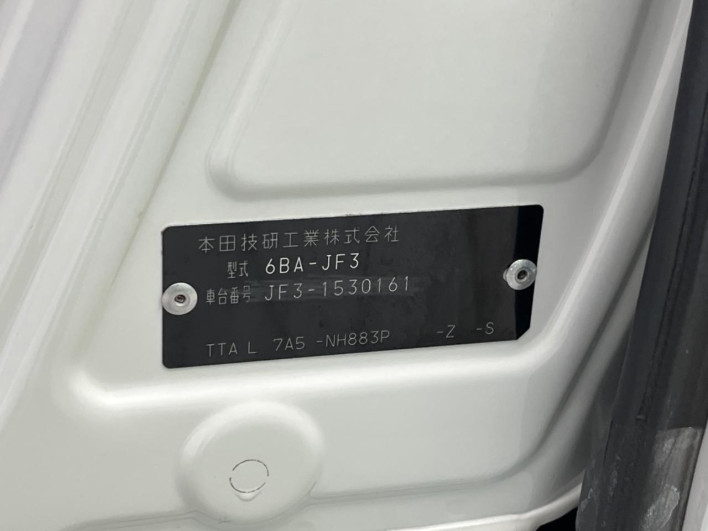 本田技研工業株式会社
型式 6BA-JF3
車台番号 JF3-1530161
TTA L 7A5 -NH883P -Z -S